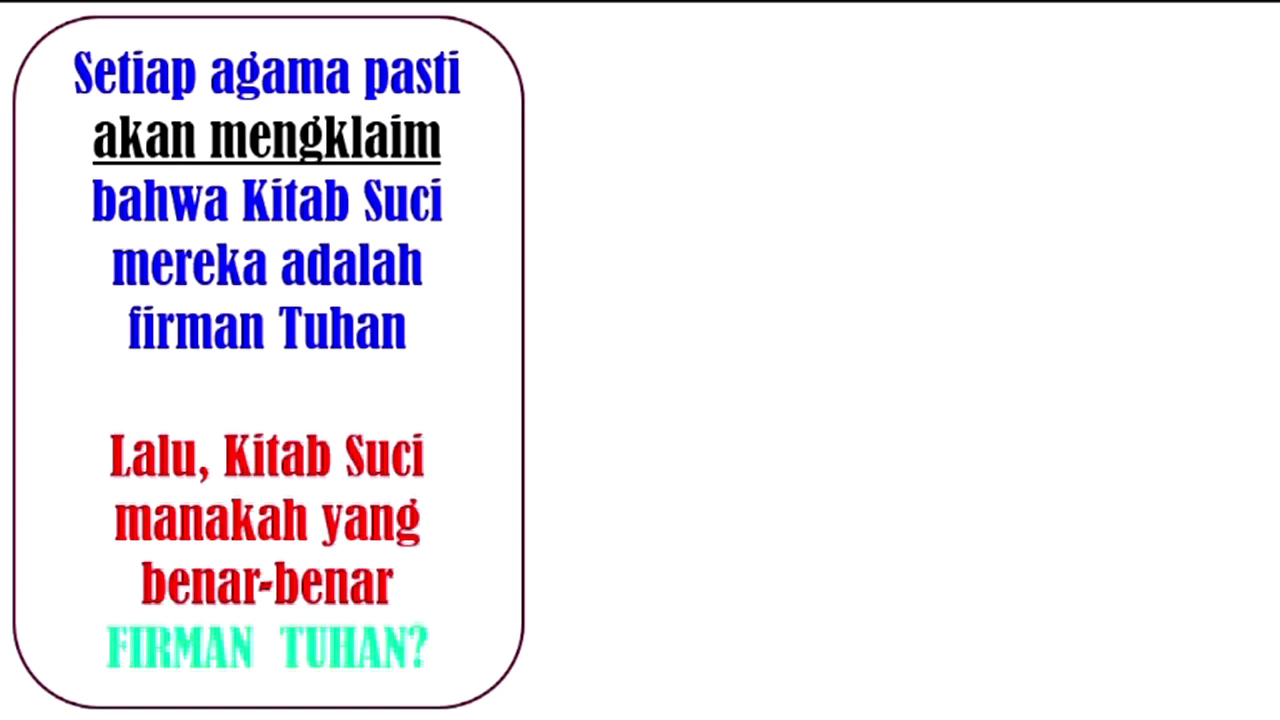 Setiap agama pasti
akan mengklaim
bahwa Kitab Suci
mereka adalah
firman Tuhan
Lalu, Kitab Suci
manakah yang
benar-benar
FIRMAN TUHAN?